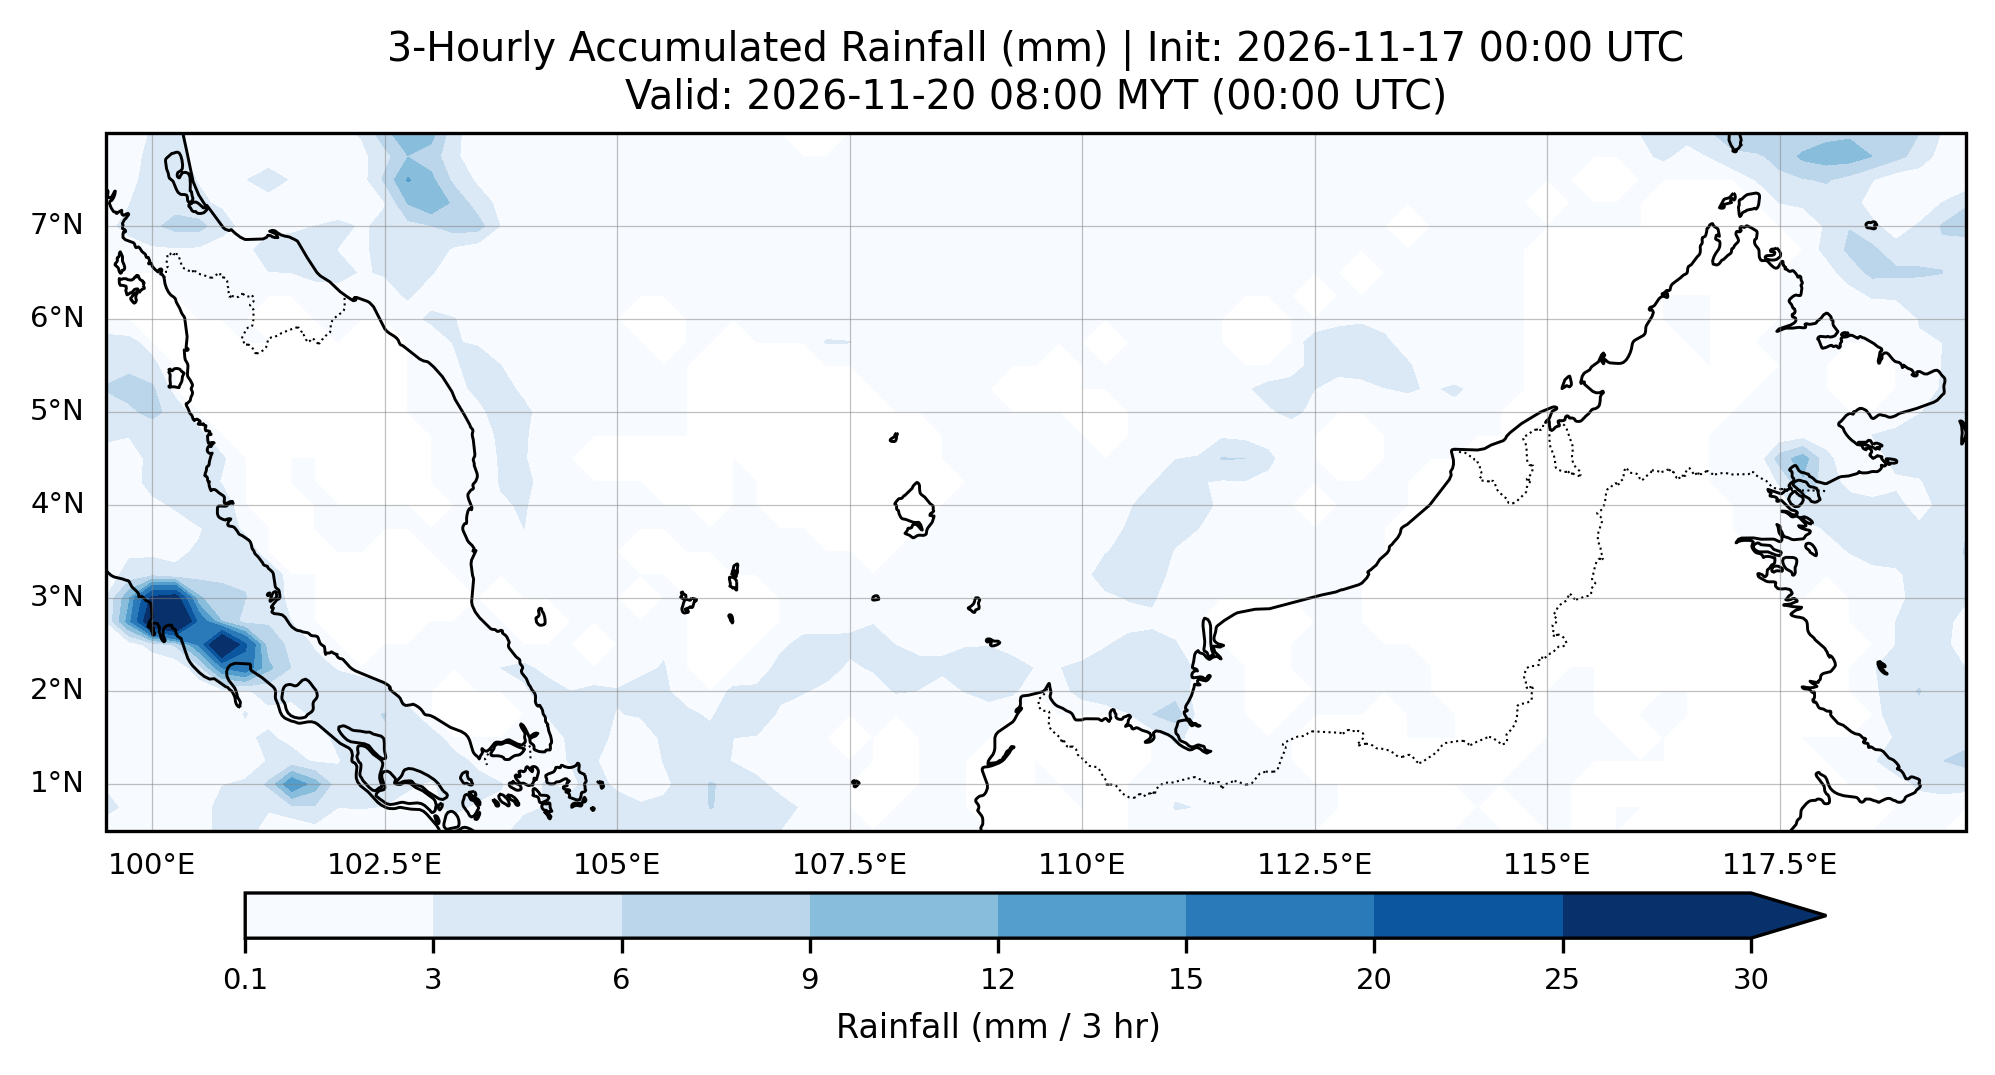 3-Hourly Accumulated Rainfall (mm) | Init: 2026-11-17 00:00 UTC
Valid: 2026-11-20 08:00 MYT (00:00 UTC)
7°N
6°N
5°N
4°N
3°N
2°N
1°N
100°E 102.5°E 105°E 107.5°E 110°E 112.5°E 115°E 117.5°E
0.1 3 6 9 12 15 20 25 30
Rainfall (mm / 3 hr)